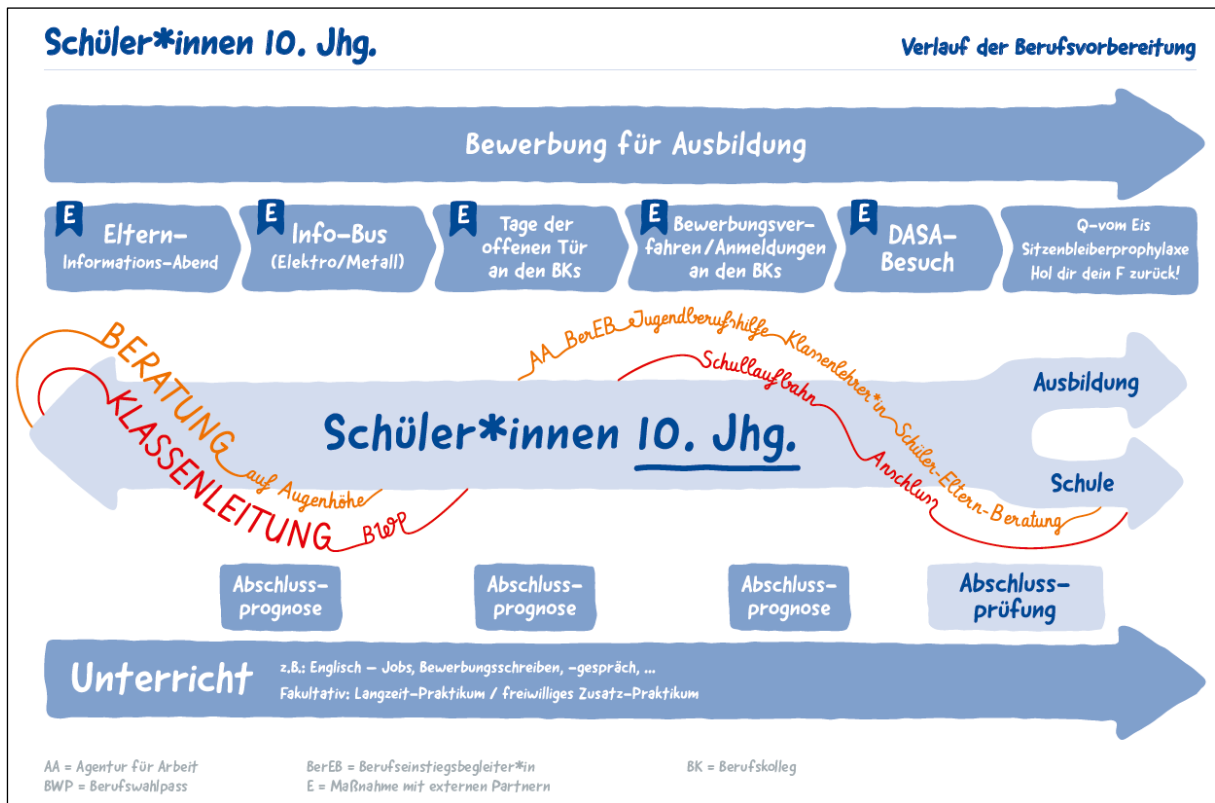 Schüler*innen 10. Jhg.
Verlauf der Berufsvorbereitung
Bewerbung für Ausbildung
E
Eltern-
Informations-Abend
E
Info-Bus
(Elektro/Metall)
E
Tage der
offenen Tür
an den BKs
E
Bewerbungsver-
fahren/Anmeldungen
an den BKs
E
DASA-
Besuch
Q-vom Eis
Sitzenbleiberprophylaxe
Hol dir dein F zurück!
BERATUNG auf Augenhöhe
KLASSENLEITUNG BWP
AA BerEB Jugendberufshilfe Klassenlehrer*in Schüler-Eltern-Beratung
Schullaufbahn Anschluss
Schüler*innen 10. Jhg.
Ausbildung
Schule
Abschluss-
prognose
Abschluss-
prognose
Abschluss-
prognose
Abschluss-
prüfung
Unterricht
z.B.: Englisch – Jobs, Bewerbungsschreiben, -gespräch, ...
Fakultativ: Langzeit-Praktikum / freiwilliges Zusatz-Praktikum
AA = Agentur für Arbeit
BWP = Berufswahlpass
BerEB = Berufseinstiegsbegleiter*in
E = Maßnahme mit externen Partnern
BK = Berufskolleg